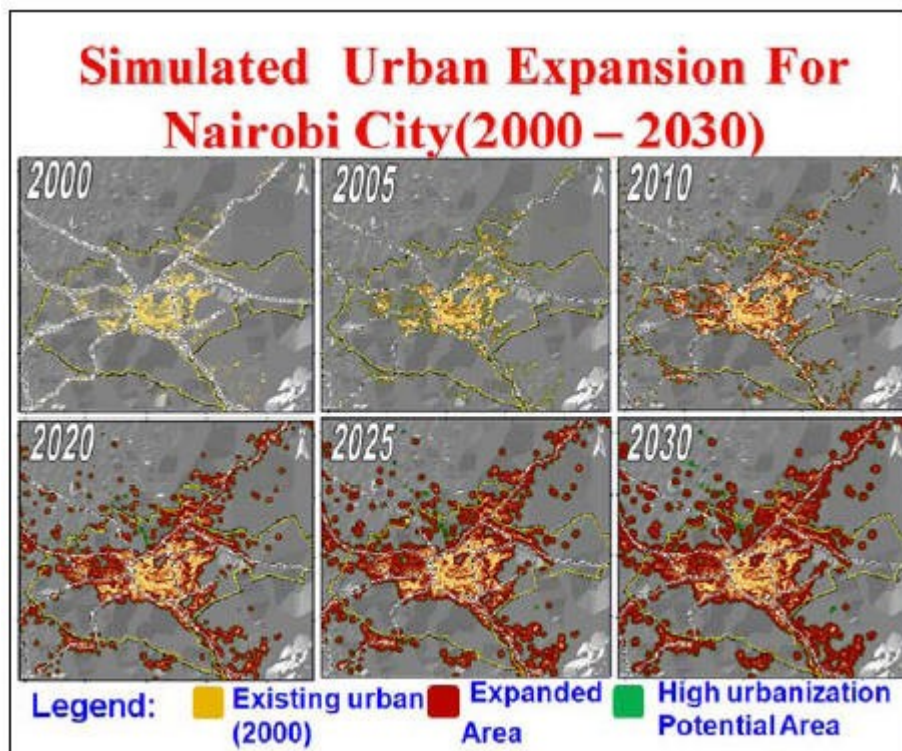 Simulated Urban Expansion For
Nairobi City(2000 – 2030)
2000
2005
2010
2020
2025
2030
Legend:
Existing urban
(2000)
Expanded
Area
High urbanization
Potential Area